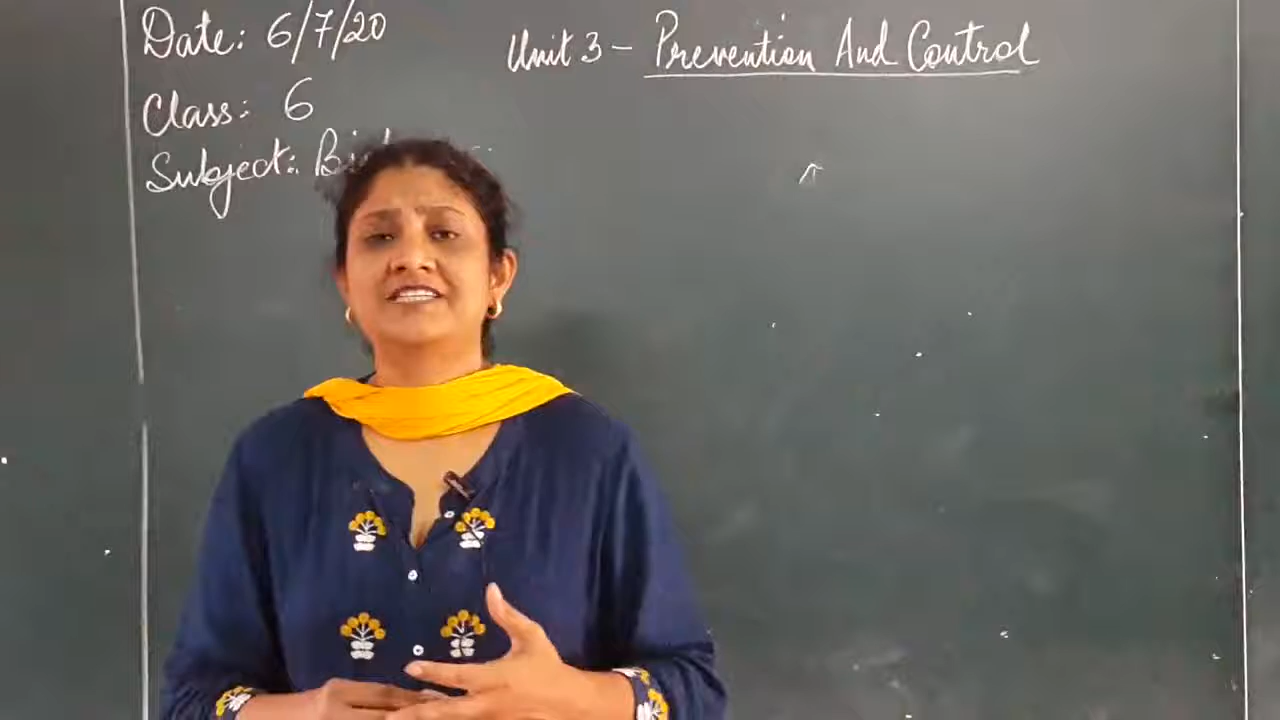 Date: 6/7/20
Unit 3 - Prevention And Control
Class: 6
Subject: